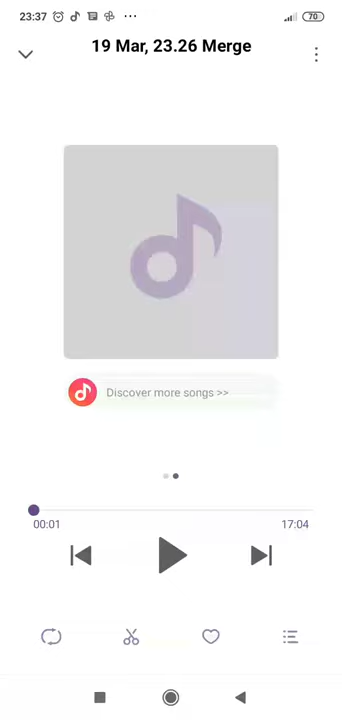 23:37
70
19 Mar, 23.26 Merge
Discover more songs >>
00:01
17:04